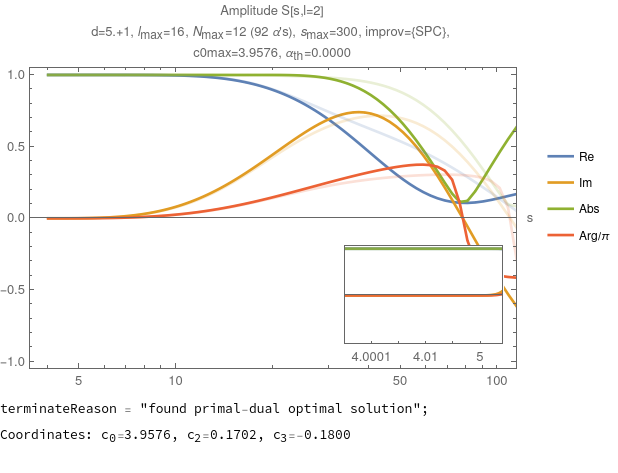 Amplitude S[s,l=2]
d=5.+1, lmax=16, Nmax=12 (92 α's), smax=300, improv={SPC},
c0max=3.9576, αth=0.0000
1.0
0.5
0.0
−0.5
−1.0
s
5
10
50
100
4.0001
4.01
5
Re
Im
Abs
Arg/π
terminateReason = "found primal-dual optimal solution";
Coordinates: c0=3.9576, c2=0.1702, c3=-0.1800